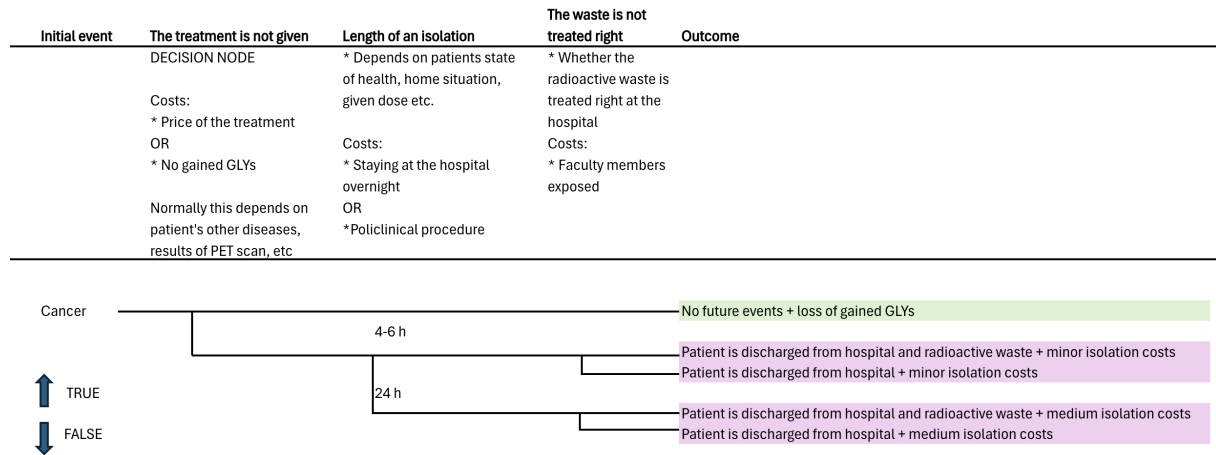 Initial event
The treatment is not given
Length of an isolation
The waste is not
treated right
Outcome
DECISION NODE
Costs:
* Price of the treatment
OR
* No gained GLYs
Normally this depends on
patient's other diseases,
results of PET scan, etc
* Depends on patients state
of health, home situation,
given dose etc.
Costs:
* Staying at the hospital
overnight
OR
*Policlinical procedure
* Whether the
radioactive waste is
treated right at the
hospital
Costs:
* Faculty members
exposed
Cancer
No future events + loss of gained GLYs
4-6 h
Patient is discharged from hospital and radioactive waste + minor isolation costs
Patient is discharged from hospital + minor isolation costs
TRUE
24 h
Patient is discharged from hospital and radioactive waste + medium isolation costs
FALSE
Patient is discharged from hospital + medium isolation costs